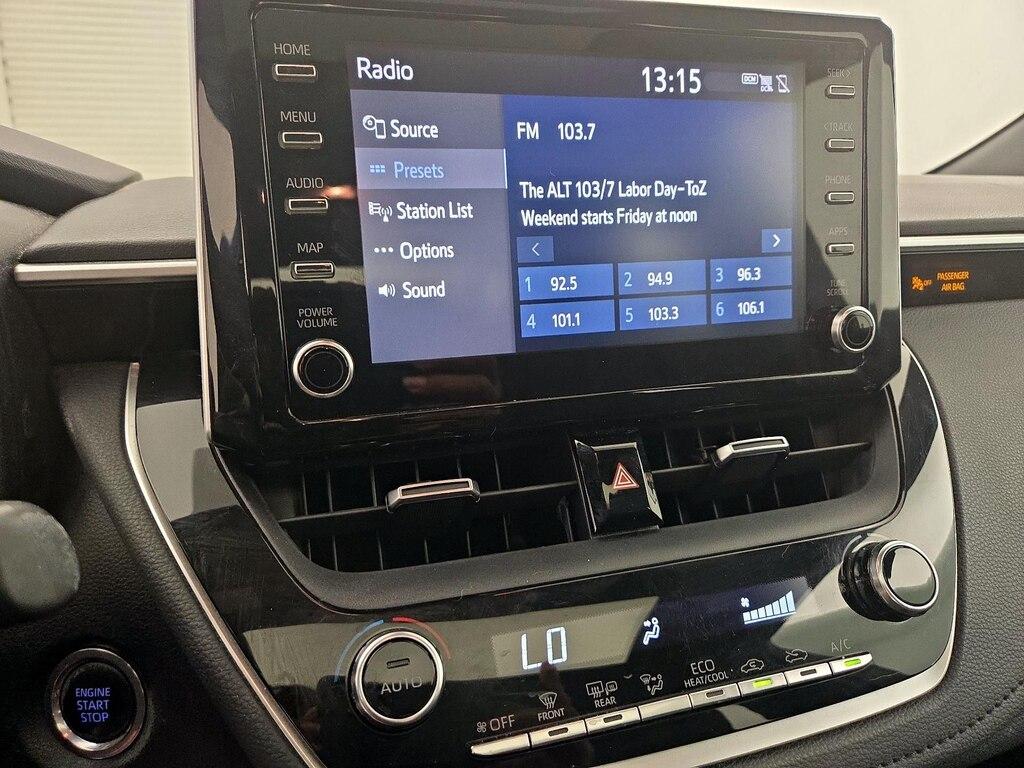 HOME
MENU
AUDIO
MAP
POWER
VOLUME
Radio
13:15
DCM
Source
Presets
Station List
Options
Sound
FM 103.7
The ALT 103/7 Labor Day-ToZ
Weekend starts Friday at noon
<
>
1 92.5
2 94.9
3 96.3
4 101.1
5 103.3
6 106.1
SEEK >
< TRACK
PHONE
APPS
TUNE
SCROLL
OFF
PASSENGER
AIR BAG
ENGINE
START
STOP
AUTO
LO
OFF
FRONT
REAR
ECO
HEAT/COOL
A/C